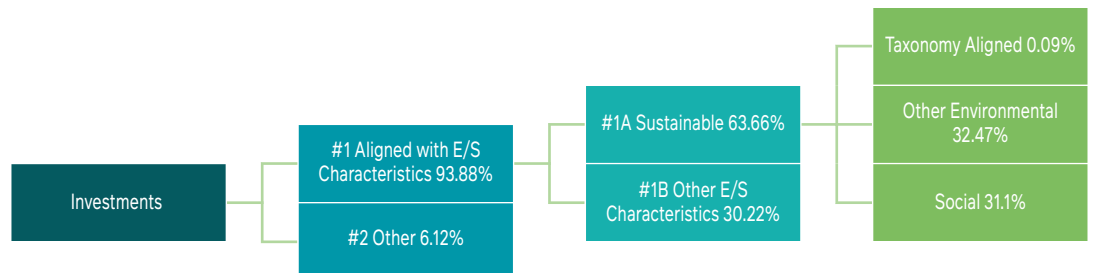 Investments
#1 Aligned with E/S
Characteristics 93.88%
#2 Other 6.12%
#1A Sustainable 63.66%
#1B Other E/S
Characteristics 30.22%
Taxonomy Aligned 0.09%
Other Environmental
32.47%
Social 31.1%